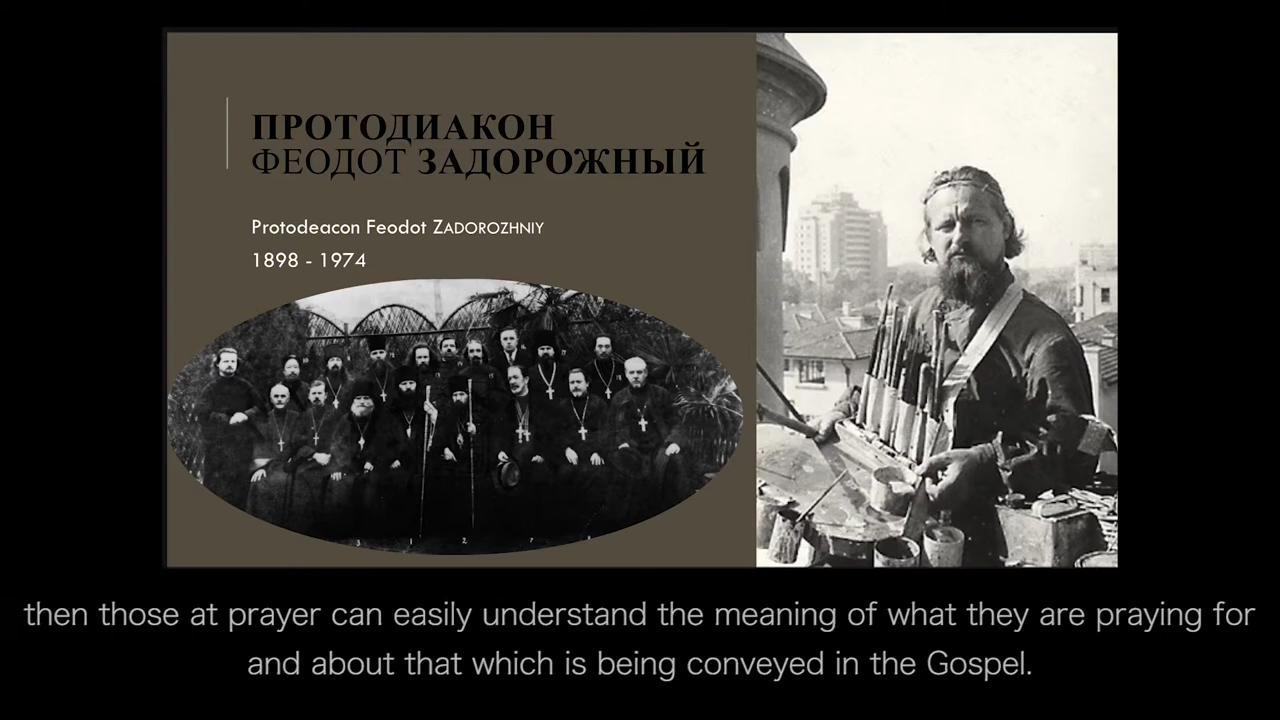 ПРОТОДИАКОН
ФЕОДОТ ЗАДОРОЖНЫЙ
Protodeacon Feodot ZADOROZHNIY
1898 - 1974
then those at prayer can easily understand the meaning of what they are praying for
and about that which is being conveyed in the Gospel.